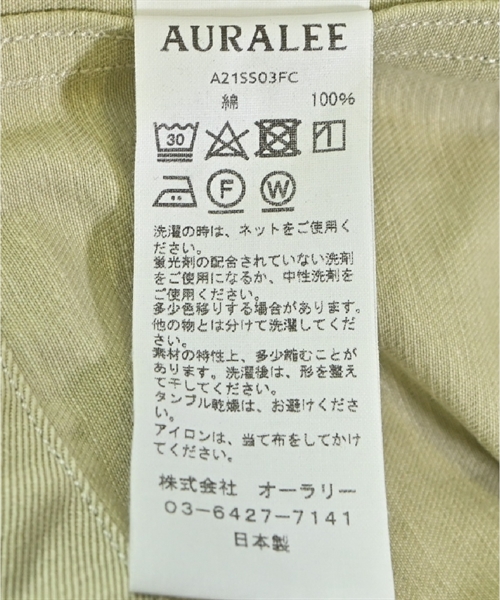 AURALEE
A21SS03FC
綿 100%
30
F W
洗濯の時は、ネットをご使用く
ださい。
蛍光剤の配合されていない洗剤
をご使用になるか、中性洗剤を
ご使用ください。
多少色移りする場合があります。
他の物とは分けて洗濯してくだ
さい。
素材の特性上、多少縮むことが
あります。洗濯後は、形を整え
て干してください。
タンブル乾燥は、お避けくださ
い。
アイロンは、当て布をしてかけ
てください。
株式会社 オーラリー
03-6427-7141
日本製